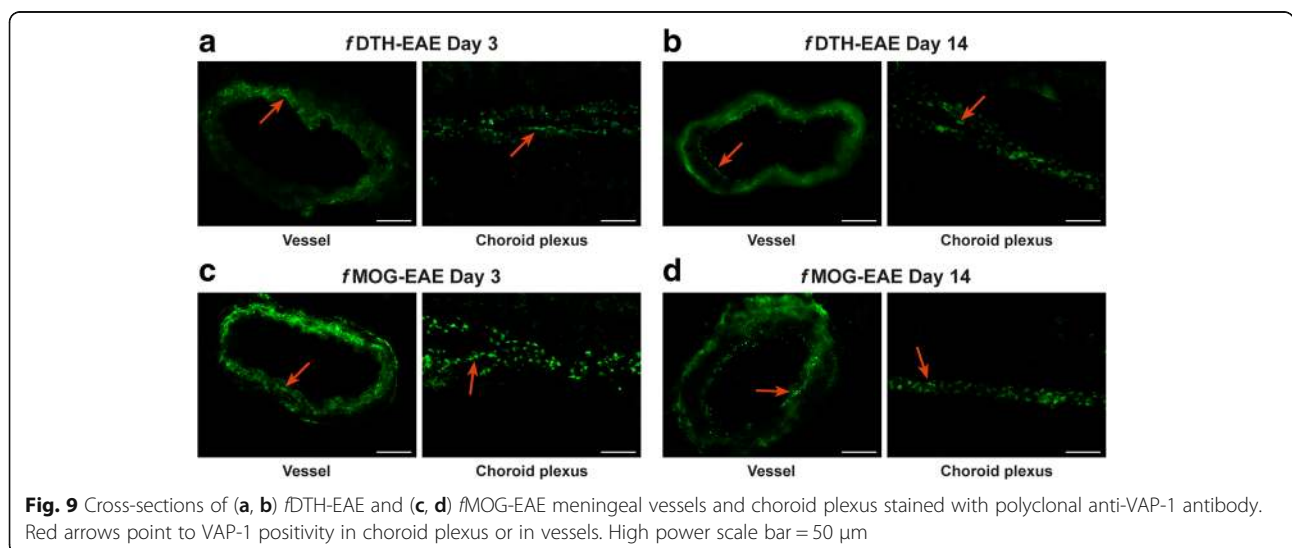 a fDTH-EAE Day 3 b fDTH-EAE Day 14
Vessel Choroid plexus Vessel Choroid plexus
c fMOG-EAE Day 3 d fMOG-EAE Day 14
Vessel Choroid plexus Vessel Choroid plexus
Fig. 9 Cross-sections of (a, b) fDTH-EAE and (c, d) fMOG-EAE meningeal vessels and choroid plexus stained with polyclonal anti-VAP-1 antibody.
Red arrows point to VAP-1 positivity in choroid plexus or in vessels. High power scale bar = 50 μm